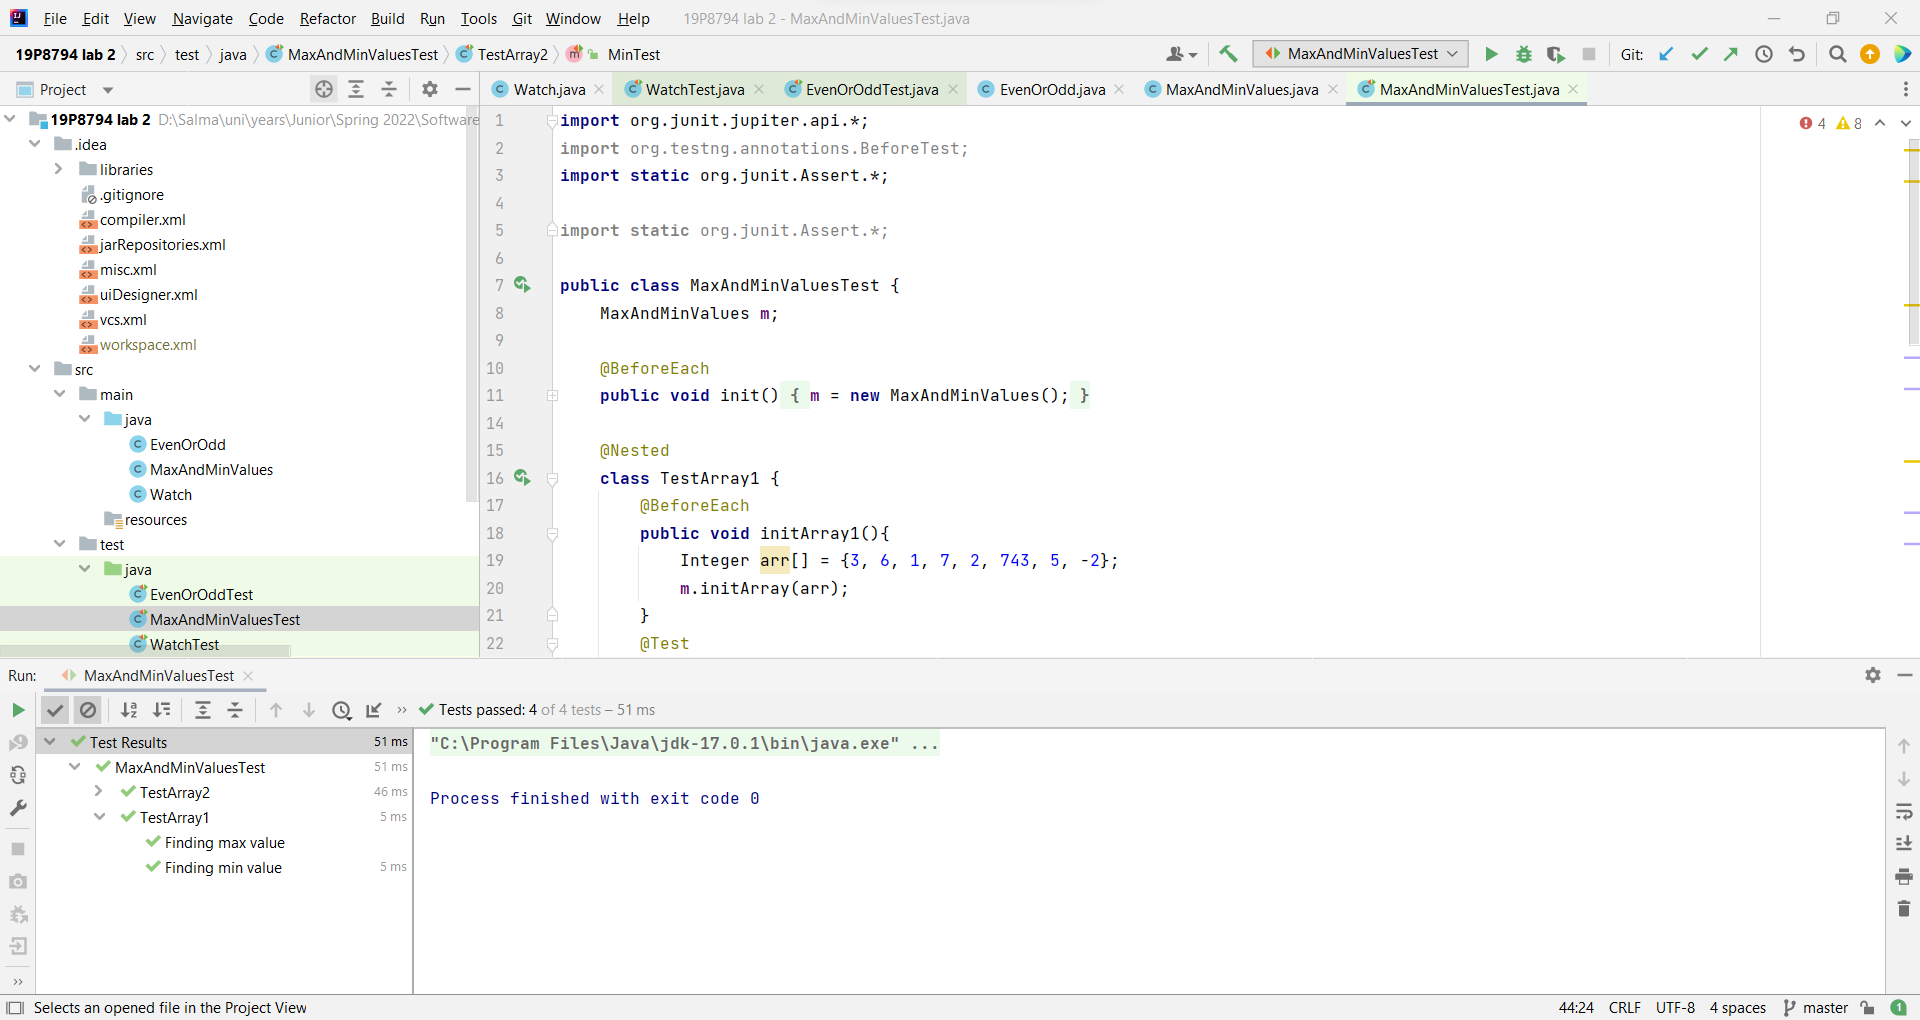 File Edit View Navigate Code Refactor Build Run Tools Git Window Help 19P8794 lab 2 - MaxAndMinValuesTest.java
19P8794 lab 2 src test java MaxAndMinValuesTest TestArray2 MinTest MaxAndMinValuesTest Git:
Project
Watch.java WatchTest.java EvenOrOddTest.java EvenOrOdd.java MaxAndMinValues.java MaxAndMinValuesTest.java
19P8794 lab 2 D:\Salma\uni\years\Junior\Spring 2022\Software
.idea
libraries
.gitignore
compiler.xml
jarRepositories.xml
misc.xml
uiDesigner.xml
vcs.xml
workspace.xml
src
main
java
EvenOrOdd
MaxAndMinValues
Watch
resources
test
java
EvenOrOddTest
MaxAndMinValuesTest
WatchTest
4 8
1 import org.junit.jupiter.api.*;
2 import org.testng.annotations.BeforeTest;
3 import static org.junit.Assert.*;
4
5 import static org.junit.Assert.*;
6
7 public class MaxAndMinValuesTest {
8 MaxAndMinValues m;
9
10 @BeforeEach
11 public void init() { m = new MaxAndMinValues(); }
14
15 @Nested
16 class TestArray1 {
17 @BeforeEach
18 public void initArray1(){
19 Integer arr[] = {3, 6, 1, 7, 2, 743, 5, -2};
20 m.initArray(arr);
21 }
22 @Test
Run: MaxAndMinValuesTest
Tests passed: 4 of 4 tests – 51 ms
Test Results 51 ms
MaxAndMinValuesTest 51 ms
TestArray2 46 ms
TestArray1 5 ms
Finding max value
Finding min value 5 ms
"C:\Program Files\Java\jdk-17.0.1\bin\java.exe" ...
Process finished with exit code 0
Selects an opened file in the Project View 44:24 CRLF UTF-8 4 spaces master 1